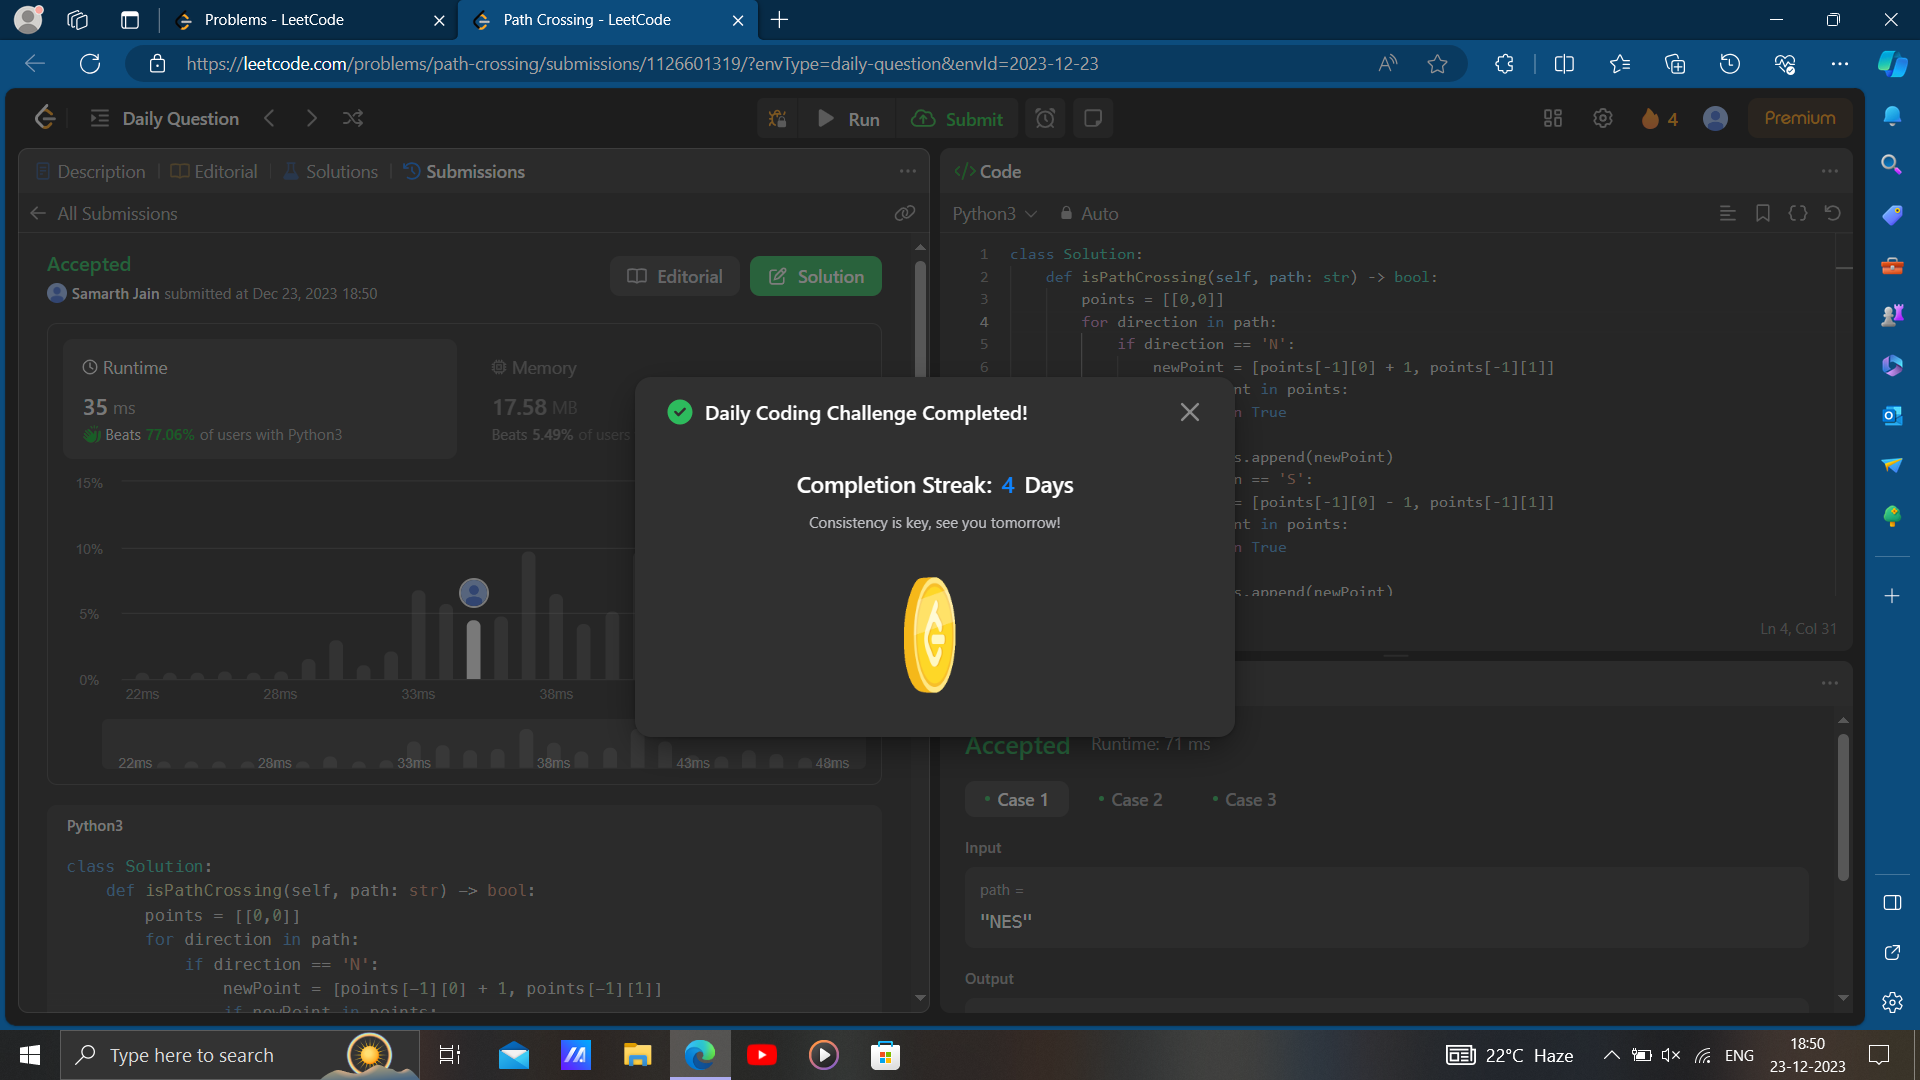 Problems - LeetCode
Path Crossing - LeetCode
https://leetcode.com/problems/path-crossing/submissions/1126601319/?envType=daily-question&envId=2023-12-23
Daily Question
Run
Submit
4
Premium
Description
Editorial
Solutions
Submissions
All Submissions
Accepted
Samarth Jain submitted at Dec 23, 2023 18:50
Editorial
Solution
Runtime
35 ms
Beats 77.06% of users with Python3
Memory
17.58 MB
Beats 5.49% of users
15%
10%
5%
0%
22ms
28ms
33ms
38ms
22ms
28ms
33ms
38ms
43ms
48ms
Python3
class Solution:
def isPathCrossing(self, path: str) -> bool:
points = [[0,0]]
for direction in path:
if direction == 'N':
newPoint = [points[-1][0] + 1, points[-1][1]]
if newPoint in points:
Daily Coding Challenge Completed!
Completion Streak: 4 Days
Consistency is key, see you tomorrow!
</> Code
Python3
Auto
1 class Solution:
2 def isPathCrossing(self, path: str) -> bool:
3 points = [[0,0]]
4 for direction in path:
5 if direction == 'N':
6 newPoint = [points[-1][0] + 1, points[-1][1]]
nt in points:
n True
s.append(newPoint)
n == 'S':
= [points[-1][0] - 1, points[-1][1]]
nt in points:
n True
s.append(newPoint)
Ln 4, Col 31
Accepted
Runtime: 71 ms
Case 1
Case 2
Case 3
Input
path =
"NES"
Output
Type here to search
22°C Haze
ENG
18:50
23-12-2023